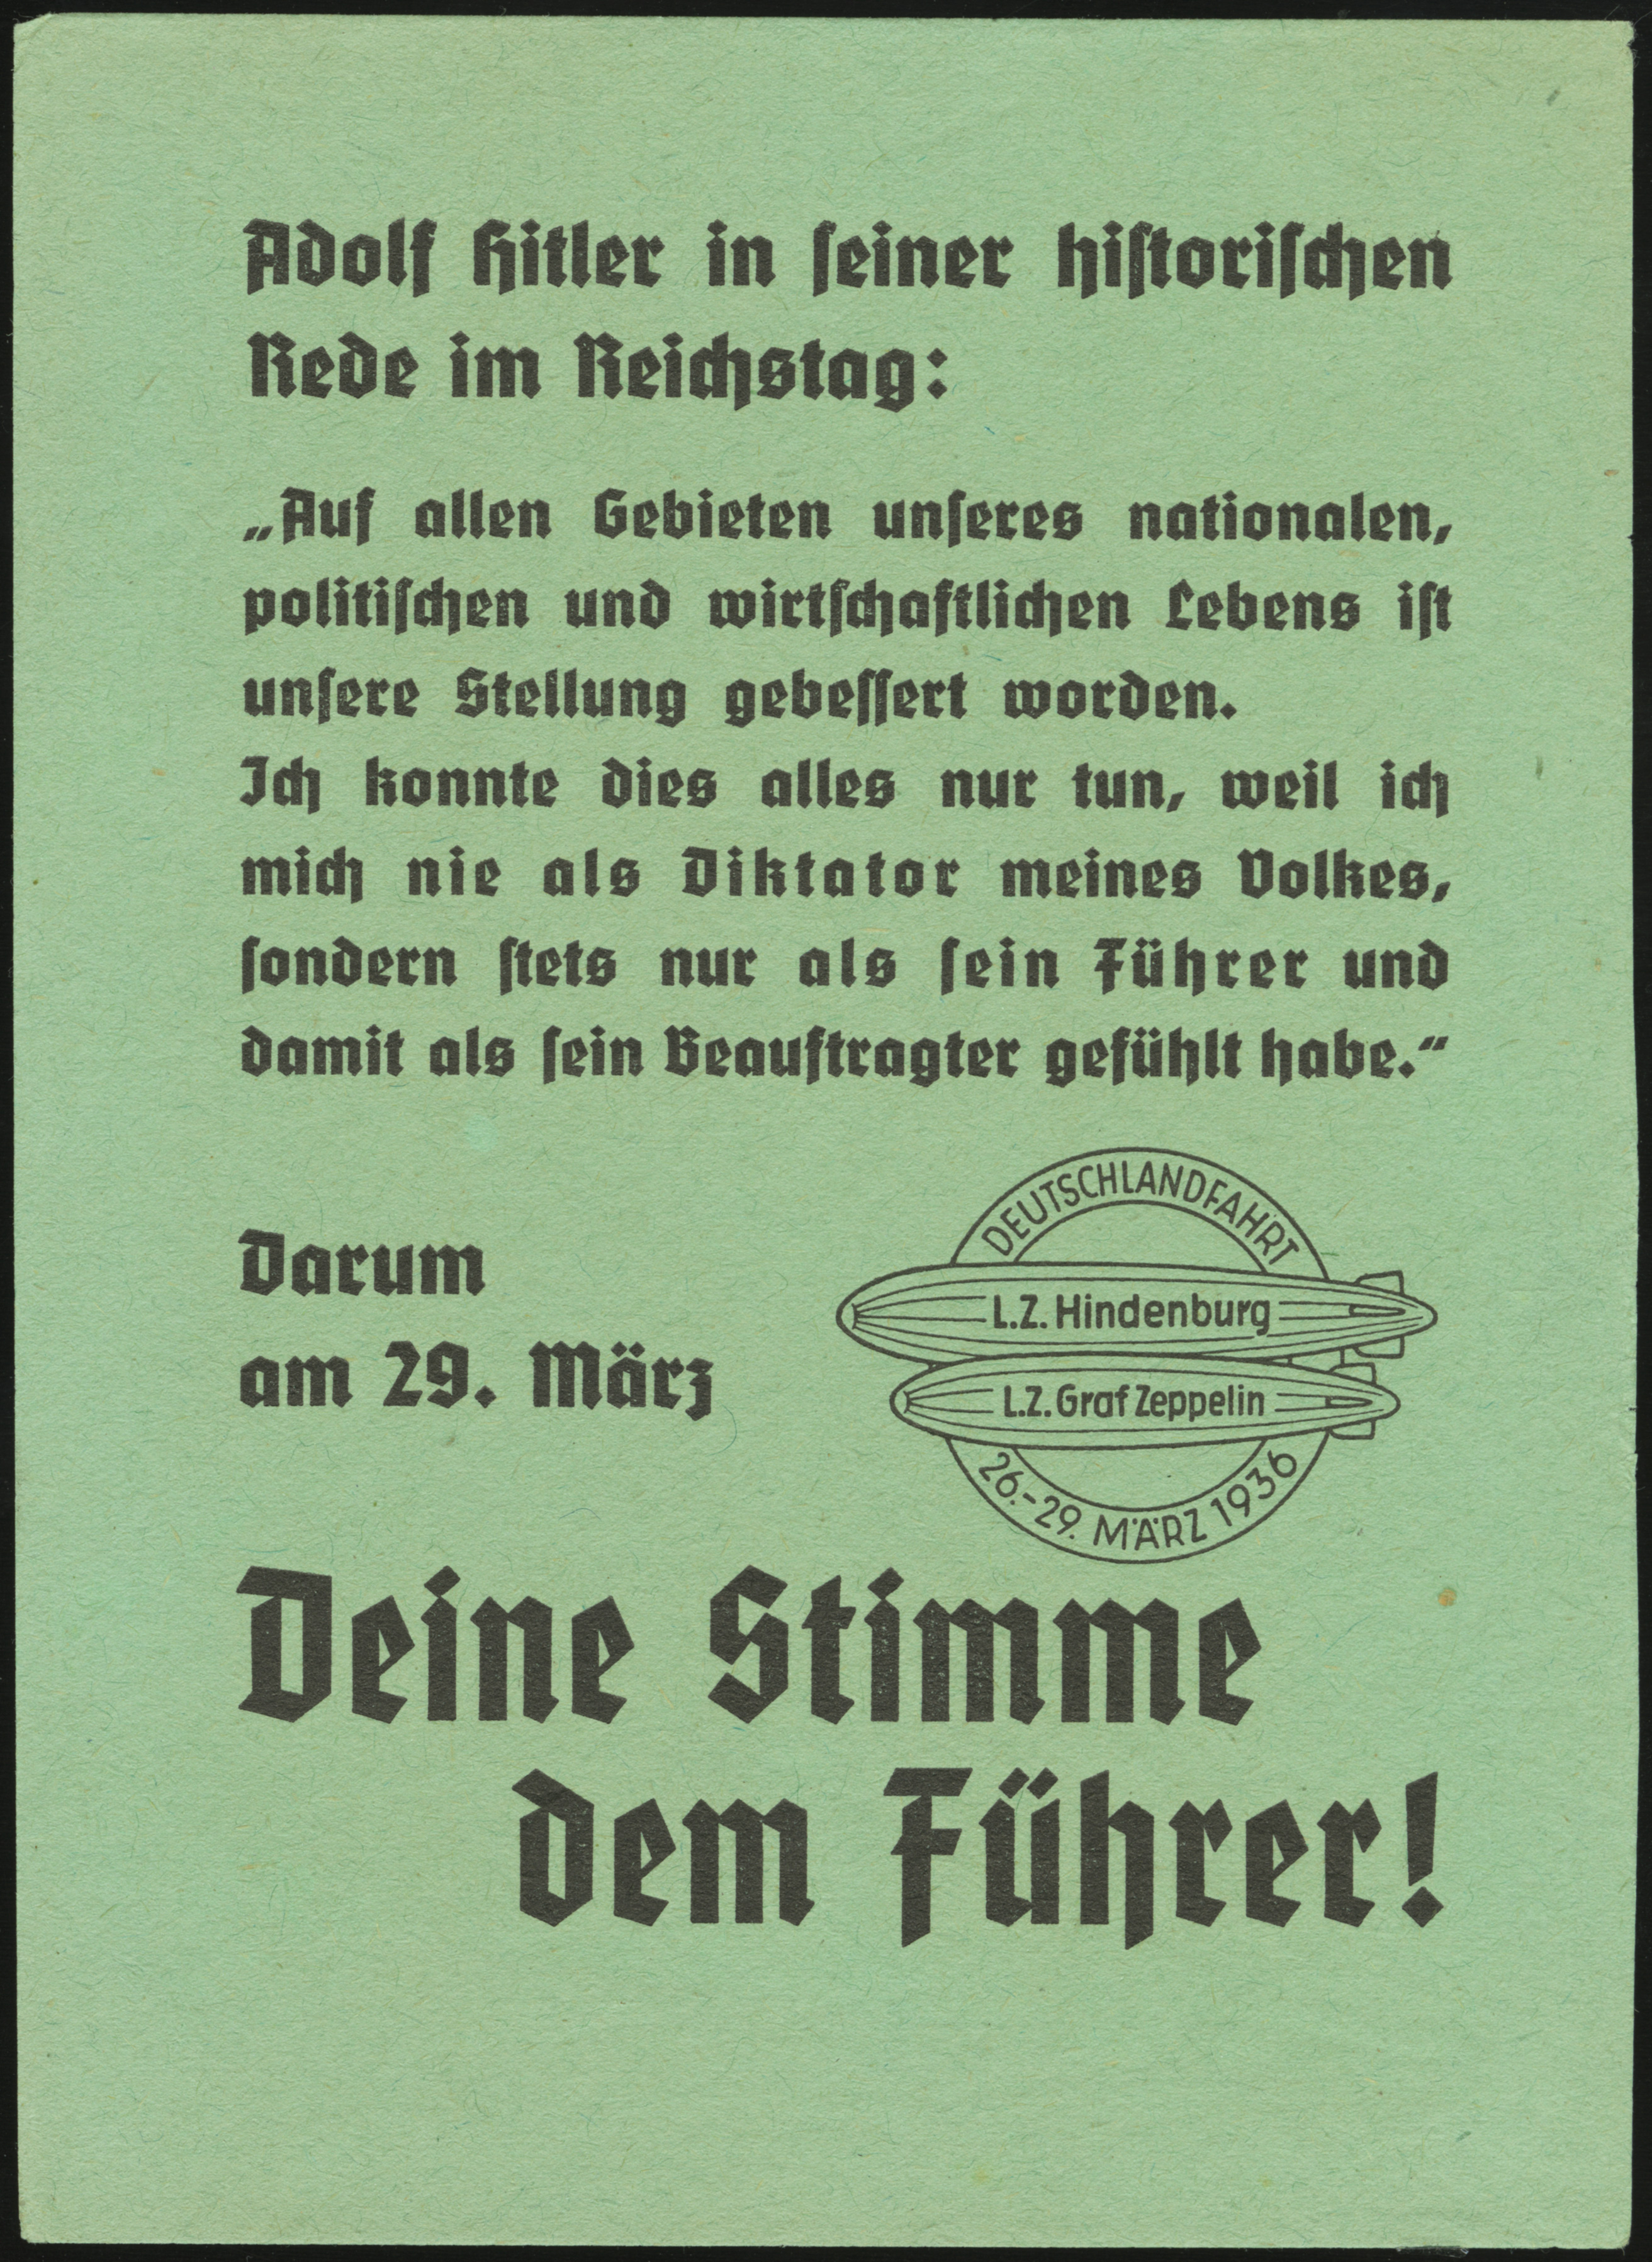 Adolf Hitler in seiner historischen
Rede im Reichstag:
„Auf allen Gebieten unseres nationalen,
politischen und wirtschaftlichen Lebens ist
unsere Stellung gebessert worden.
Ich konnte dies alles nur tun, weil ich
mich nie als Diktator meines Volkes,
sondern stets nur als sein Führer und
damit als sein Beauftragter gefühlt habe.“
Darum
am 29. März
DEUTSCHLANDFAHRT
L.Z. Hindenburg
L.Z. Graf Zeppelin
26.-29. MÄRZ 1936
Deine Stimme
dem Führer!